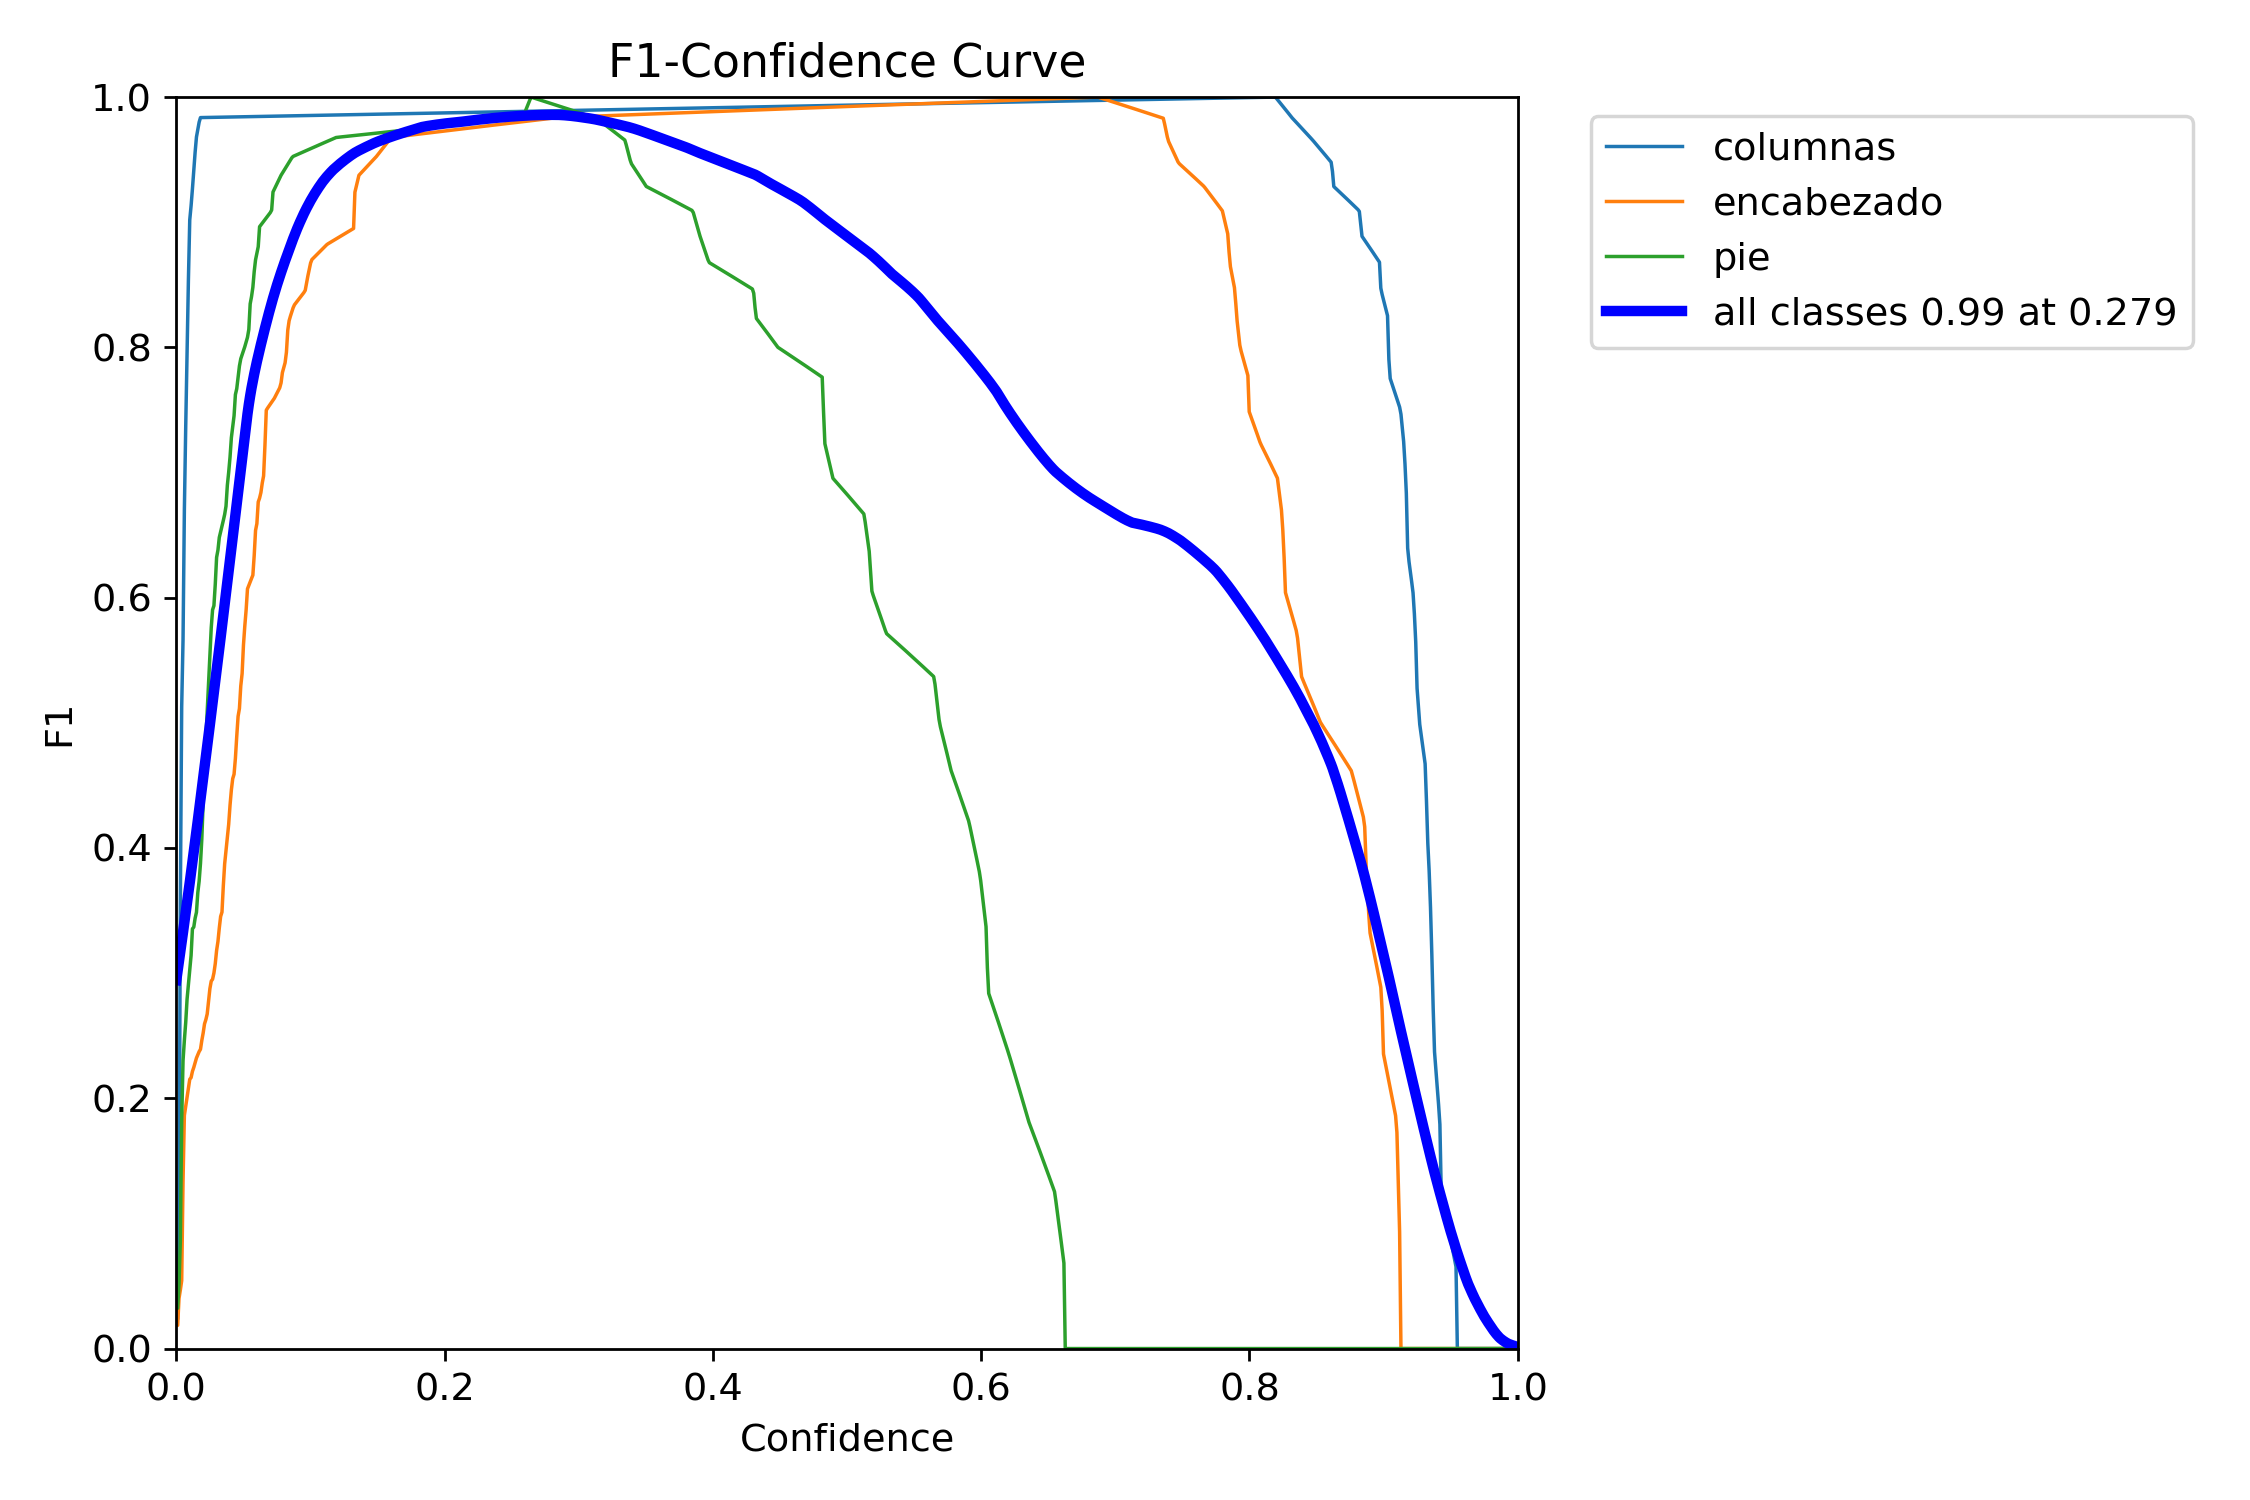 F1-Confidence Curve
1.0
0.8
0.6
0.4
0.2
0.0
F1
0.0 0.2 0.4 0.6 0.8 1.0
Confidence
columnas
encabezado
pie
all classes 0.99 at 0.279